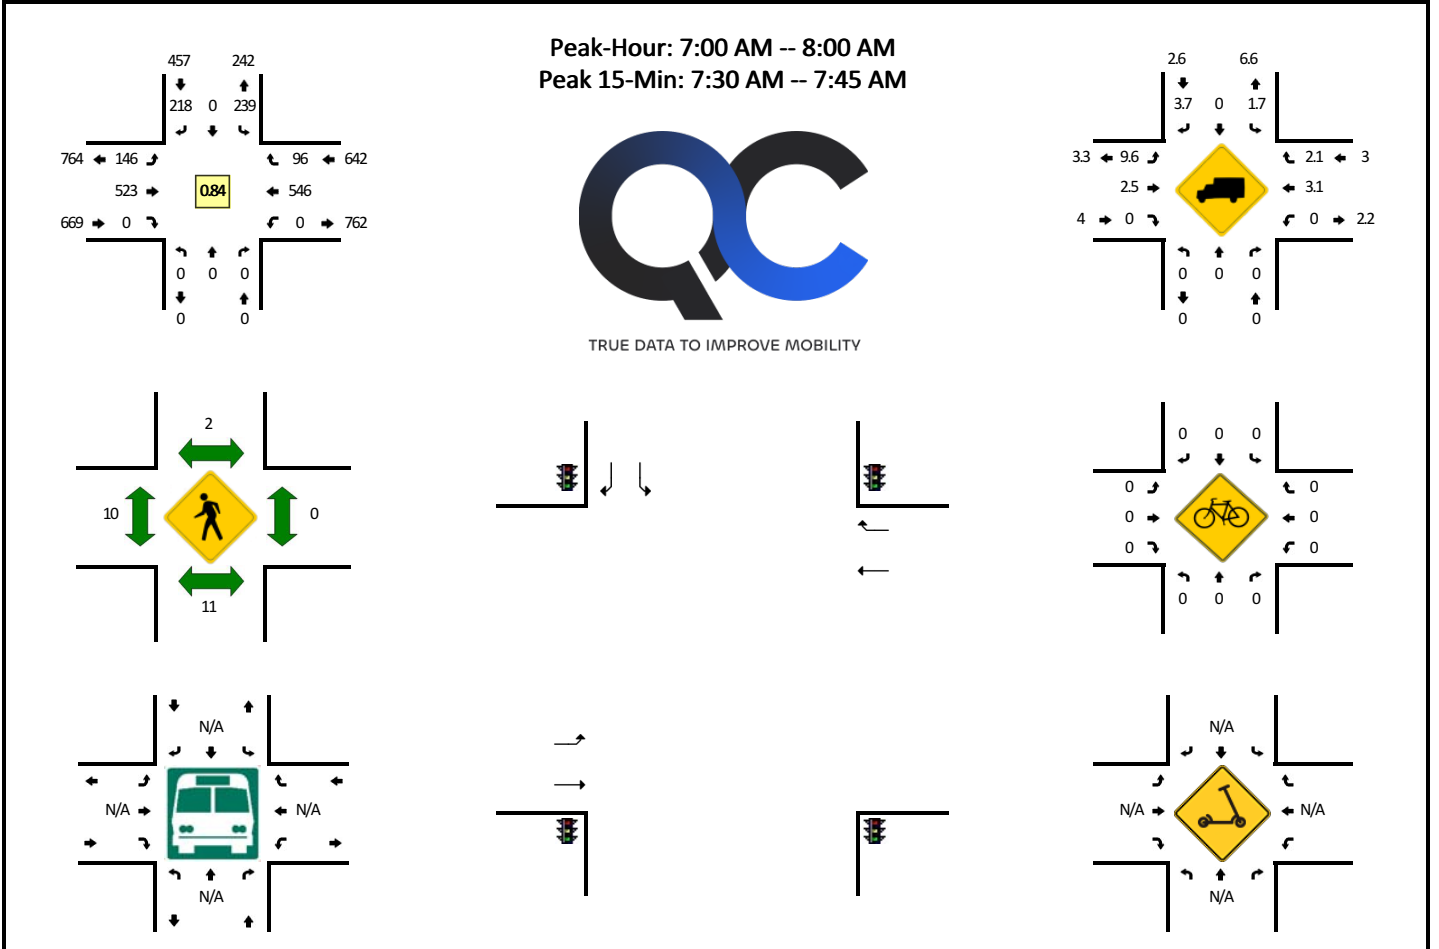 Peak-Hour: 7:00 AM -- 8:00 AM
Peak 15-Min: 7:30 AM -- 7:45 AM
457 242
218 0 239
764 146 96 642
523 0.84 546
669 0 0 762
0 0 0
0 0
QC
TRUE DATA TO IMPROVE MOBILITY
2.6 6.6
3.7 0 1.7
3.3 9.6 2.1 3
2.5 3.1
4 0 0 2.2
0 0 0
0 0
2
10 0
11
0 0 0
0 0
0 0
0 0
0 0 0
N/A
N/A N/A
N/A
N/A
N/A N/A
N/A